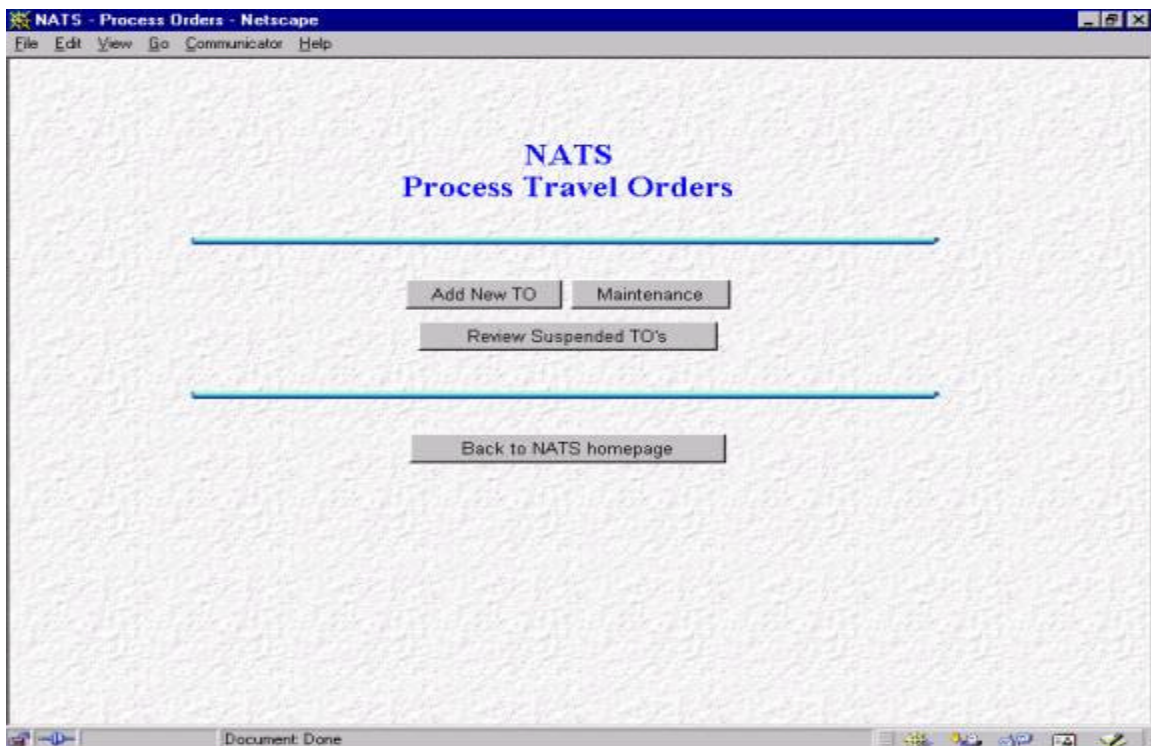 NATS - Process Orders - Netscape
File Edit View Go Communicator Help
NATS
Process Travel Orders
Add New TO Maintenance
Review Suspended TO's
Back to NATS homepage
Document: Done